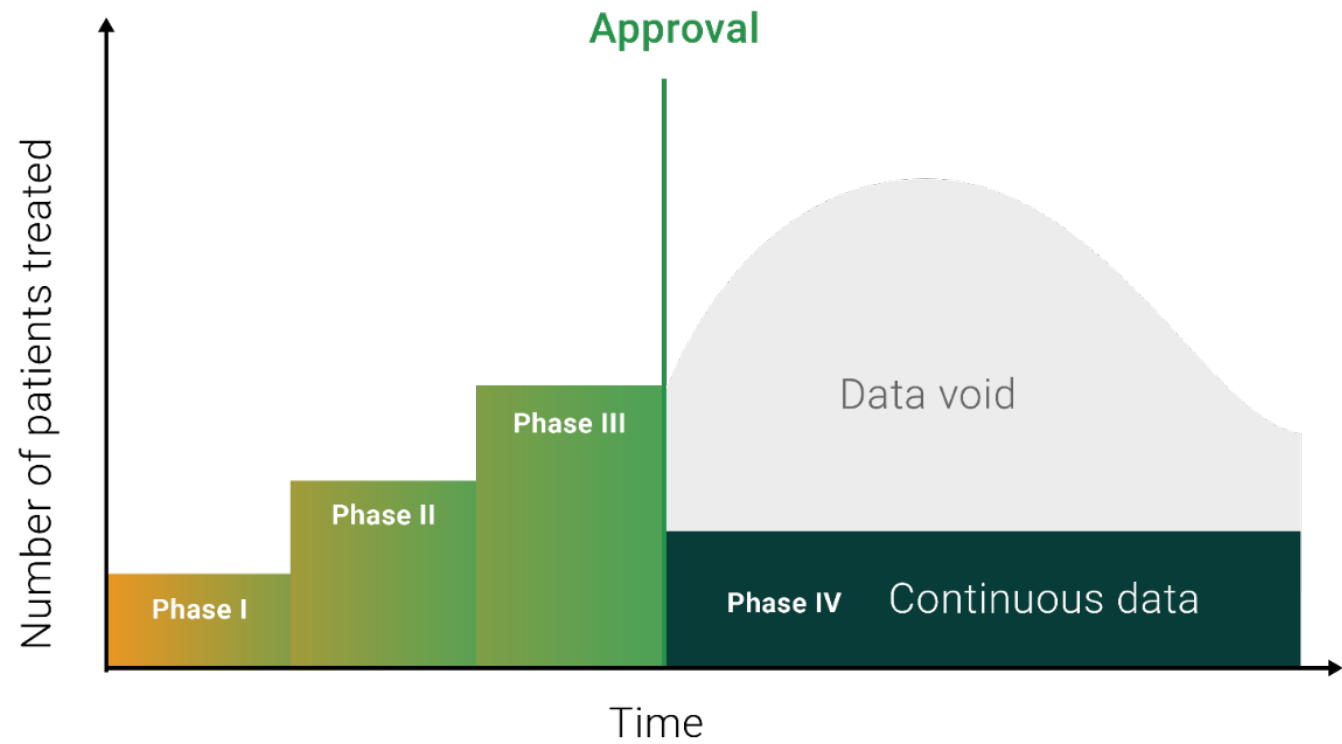 Approval
Number of patients treated
Phase III
Data void
Phase II
Phase I
Phase IV
Continuous data
Time